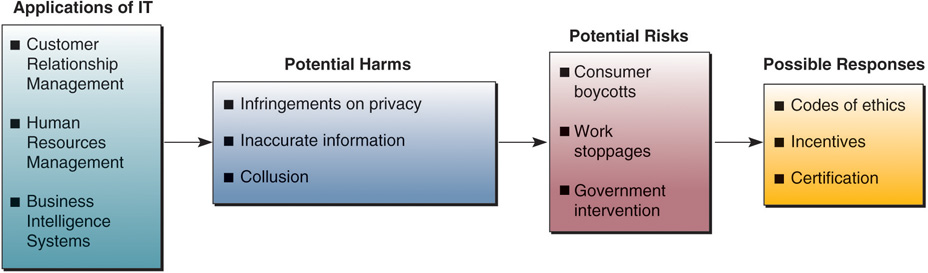 Applications of IT
■ Customer
Relationship
Management
■ Human
Resources
Management
■ Business
Intelligence
Systems
Potential Harms
■ Infringements on privacy
■ Inaccurate information
■ Collusion
Potential Risks
■ Consumer
boycotts
■ Work
stoppages
■ Government
intervention
Possible Responses
■ Codes of ethics
■ Incentives
■ Certification